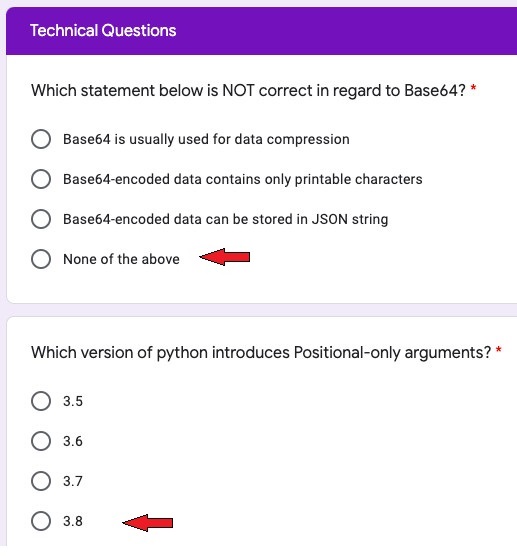 Technical Questions
Which statement below is NOT correct in regard to Base64? *
Base64 is usually used for data compression
Base64-encoded data contains only printable characters
Base64-encoded data can be stored in JSON string
None of the above
Which version of python introduces Positional-only arguments? *
3.5
3.6
3.7
3.8